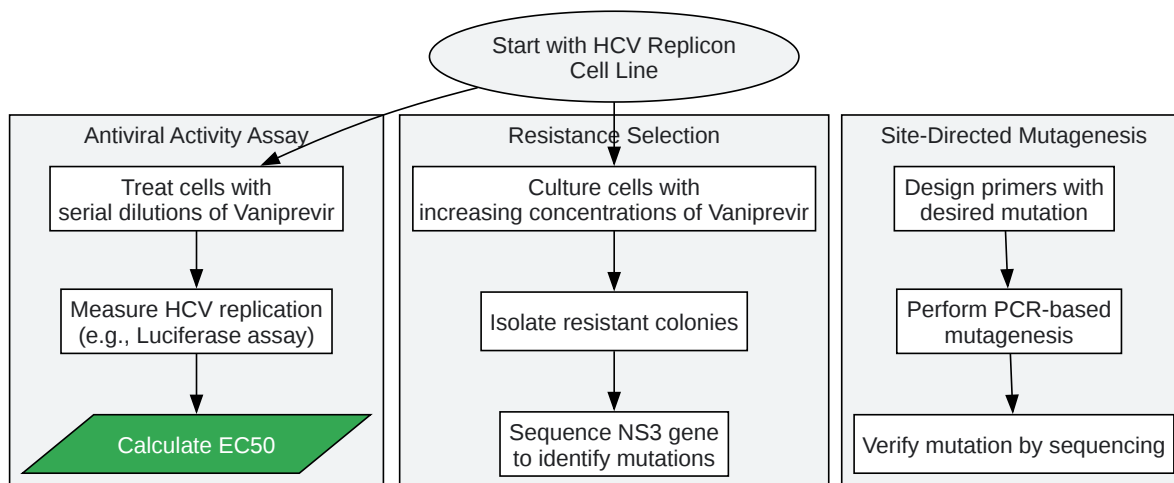 Start with HCV Replicon
Cell Line
Antiviral Activity Assay
Treat cells with
serial dilutions of Vaniprevir
Measure HCV replication
(e.g., Luciferase assay)
Calculate EC50
Resistance Selection
Culture cells with
increasing concentrations of Vaniprevir
Isolate resistant colonies
Sequence NS3 gene
to identify mutations
Site-Directed Mutagenesis
Design primers with
desired mutation
Perform PCR-based
mutagenesis
Verify mutation by sequencing